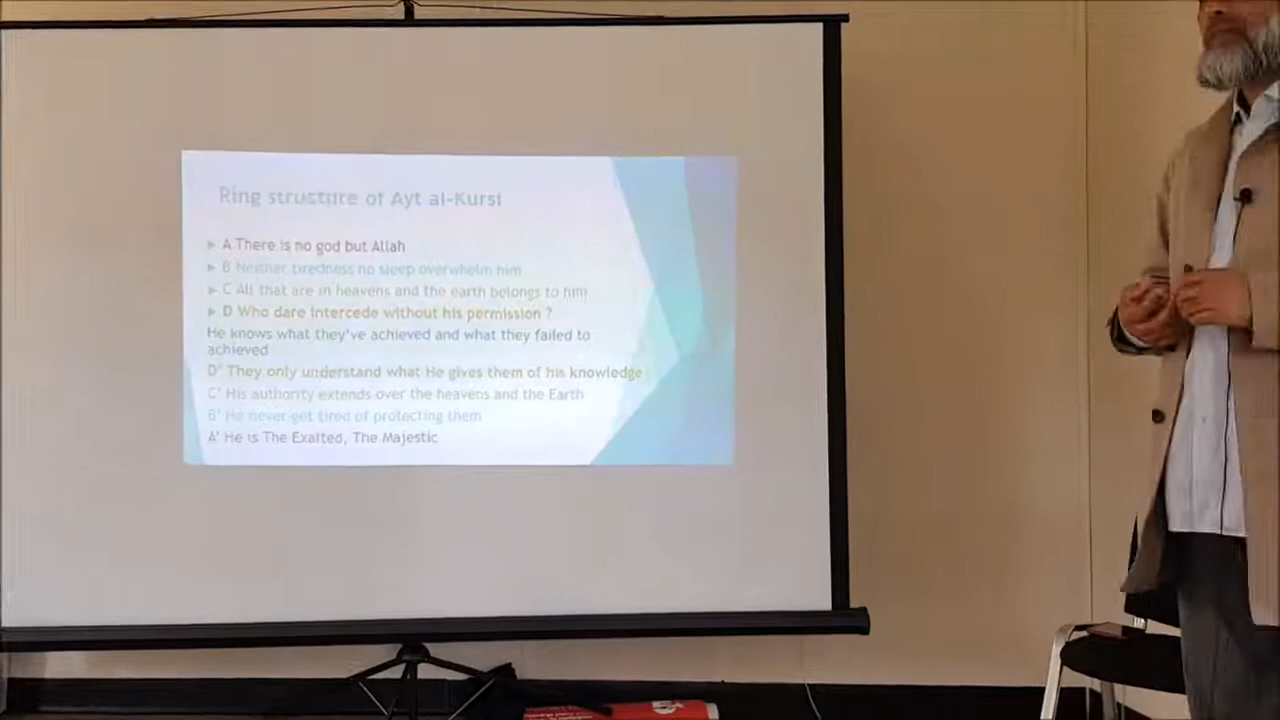 Ring structure of Ayt al-Kursi
A There is no god but Allah
B Neither tiredness no sleep overwhelm him
C All that are in heavens and the earth belongs to him
D Who dare intercede without his permission ?
He knows what they've achieved and what they failed to
achieved
D' They only understand what He gives them of his knowledge
C' His authority extends over the heavens and the Earth
B' He never get tired of protecting them
A' He is The Exalted, The Majestic